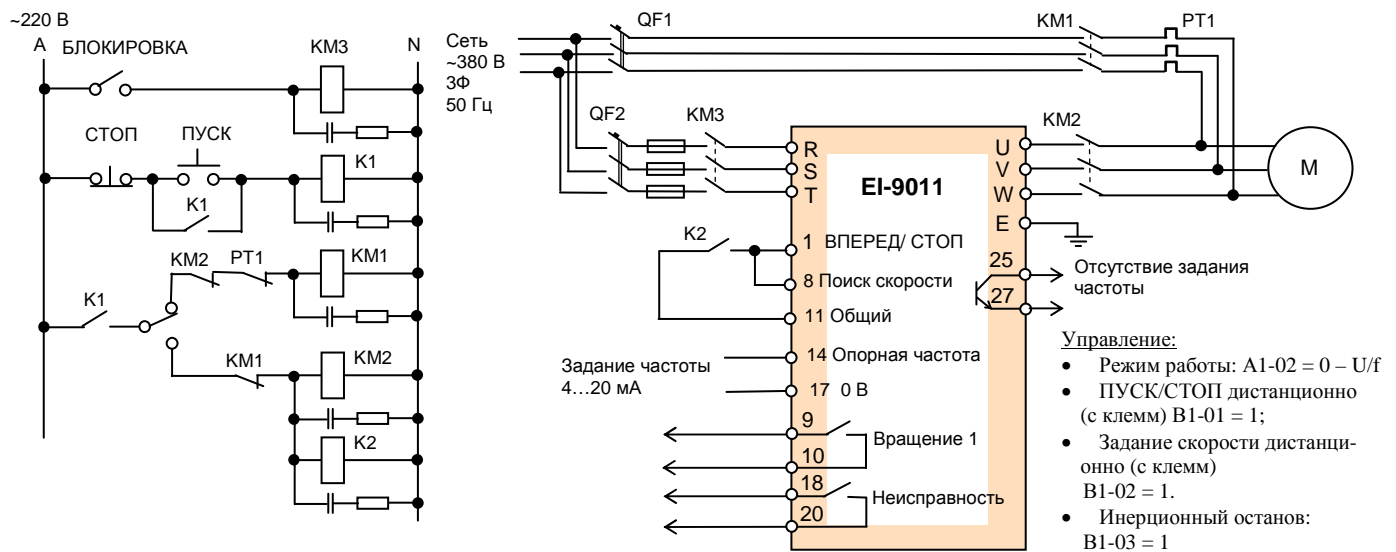 ~220 В
А
БЛОКИРОВКА
KM3
N
СТОП
ПУСК
K1
K1
KM2
PT1
KM1
K1
KM1
KM2
K2
Сеть
~380 В
3Ф
50 Гц
QF1
KM1
PT1
QF2
KM3
KM2
M
R
S
T
EI-9011
U
V
W
E
K2
1 ВПЕРЕД/ СТОП
8 Поиск скорости
11 Общий
14 Опорная частота
17 0 В
Задание частоты
4…20 мА
9
Вращение 1
10
18
Неисправность
20
25
27
Отсутствие задания
частоты
Управление:
• Режим работы: А1-02 = 0 – U/f
• ПУСК/СТОП дистанционно
(с клемм) В1-01 = 1;
• Задание скорости дистанци-
онно (с клемм)
В1-02 = 1.
• Инерционный останов:
В1-03 = 1